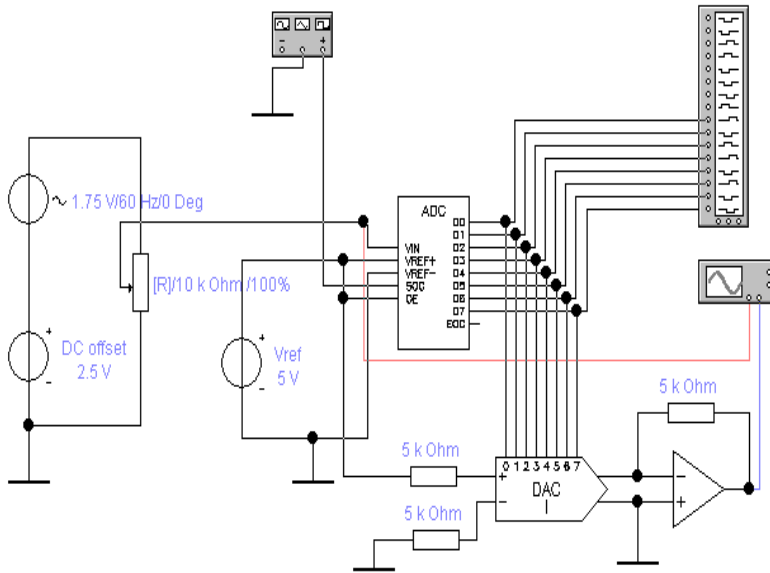 − +
1.75 V/60 Hz/0 Deg
[R]/10 k Ohm /100%
+
DC offset
2.5 V
−
+
Vref
5 V
−
ADC
VIN
VREF+
VREF-
SOC
OE
D0
D1
D2
D3
D4
D5
D6
D7
EOC
5 k Ohm
5 k Ohm
0 1 2 3 4 5 6 7
+
DAC
− I
5 k Ohm
−
+